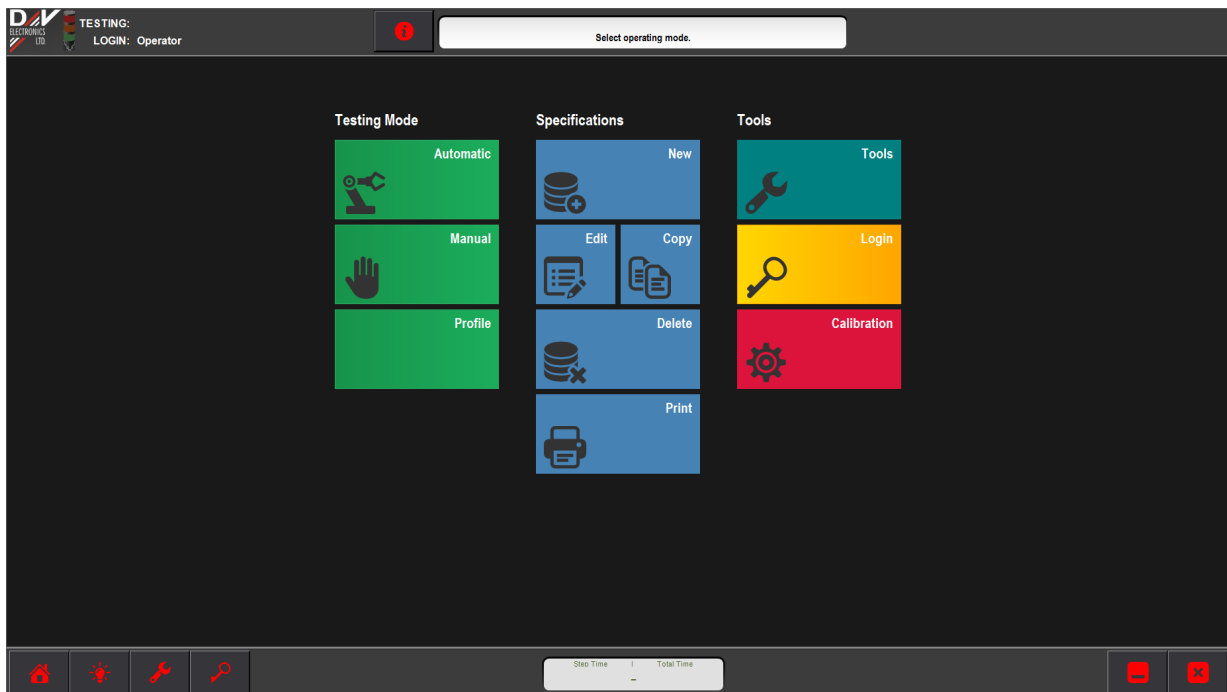 DAV
ELECTRONICS
LTD.
TESTING:
LOGIN: Operator
i
Select operating mode.
Testing Mode
Automatic
Manual
Profile
Specifications
New
Edit
Copy
Delete
Print
Tools
Tools
Login
Calibration
Step Time | Total Time
-